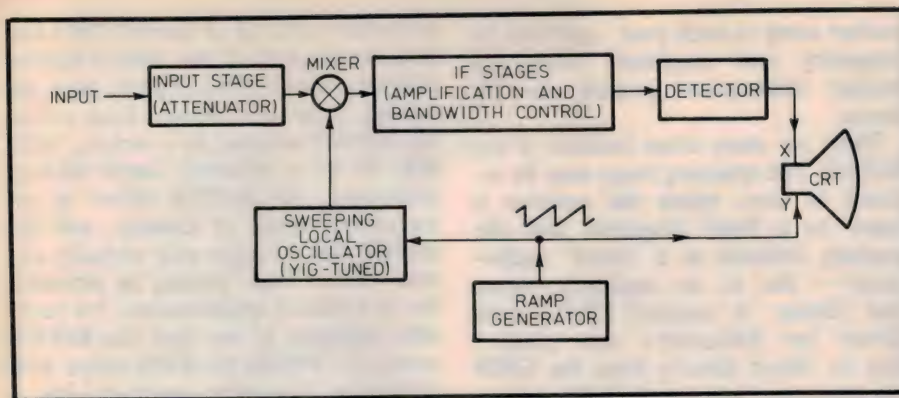 INPUT
INPUT STAGE
(ATTENUATOR)
MIXER
IF STAGES
(AMPLIFICATION AND
BANDWIDTH CONTROL)
DETECTOR
X
CRT
Y
SWEEPING
LOCAL
OSCILLATOR
(YIG-TUNED)
RAMP
GENERATOR